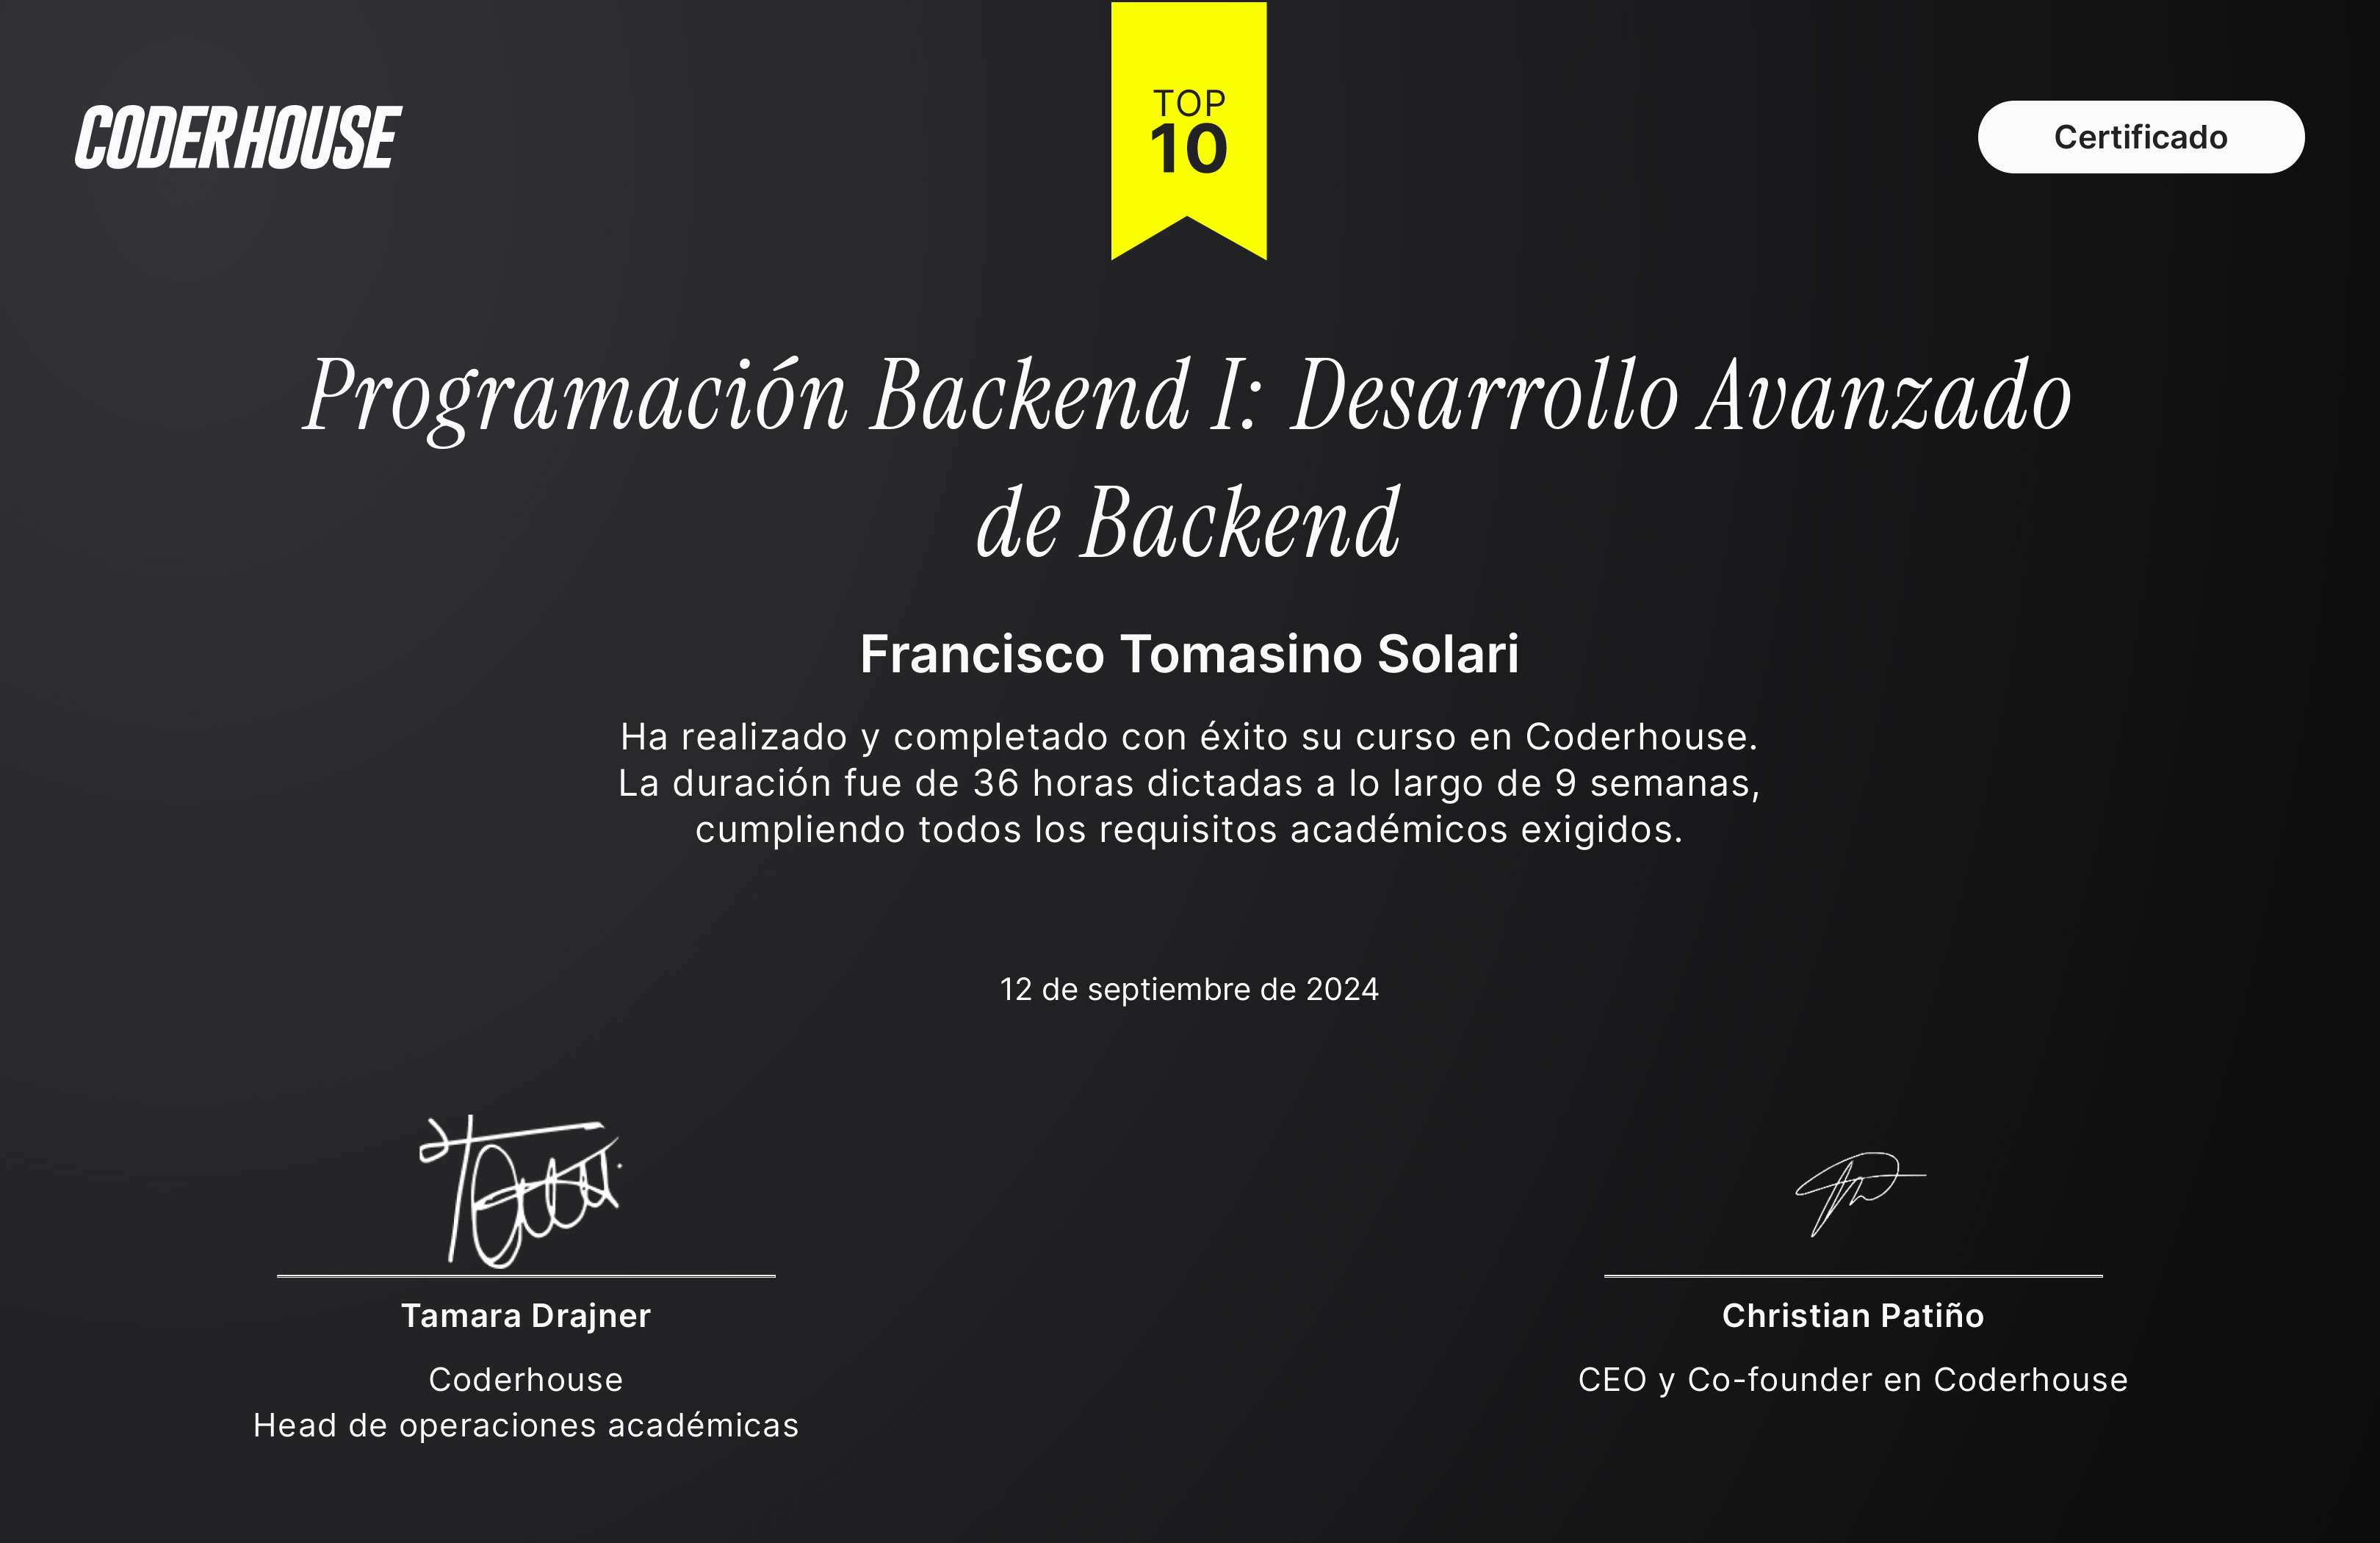 CODERHOUSE
TOP
10
Certificado
Programación Backend I: Desarrollo Avanzado
de Backend
Francisco Tomasino Solari
Ha realizado y completado con éxito su curso en Coderhouse.
La duración fue de 36 horas dictadas a lo largo de 9 semanas,
cumpliendo todos los requisitos académicos exigidos.
12 de septiembre de 2024
Tamara Drajner
Coderhouse
Head de operaciones académicas
Christian Patiño
CEO y Co-founder en Coderhouse